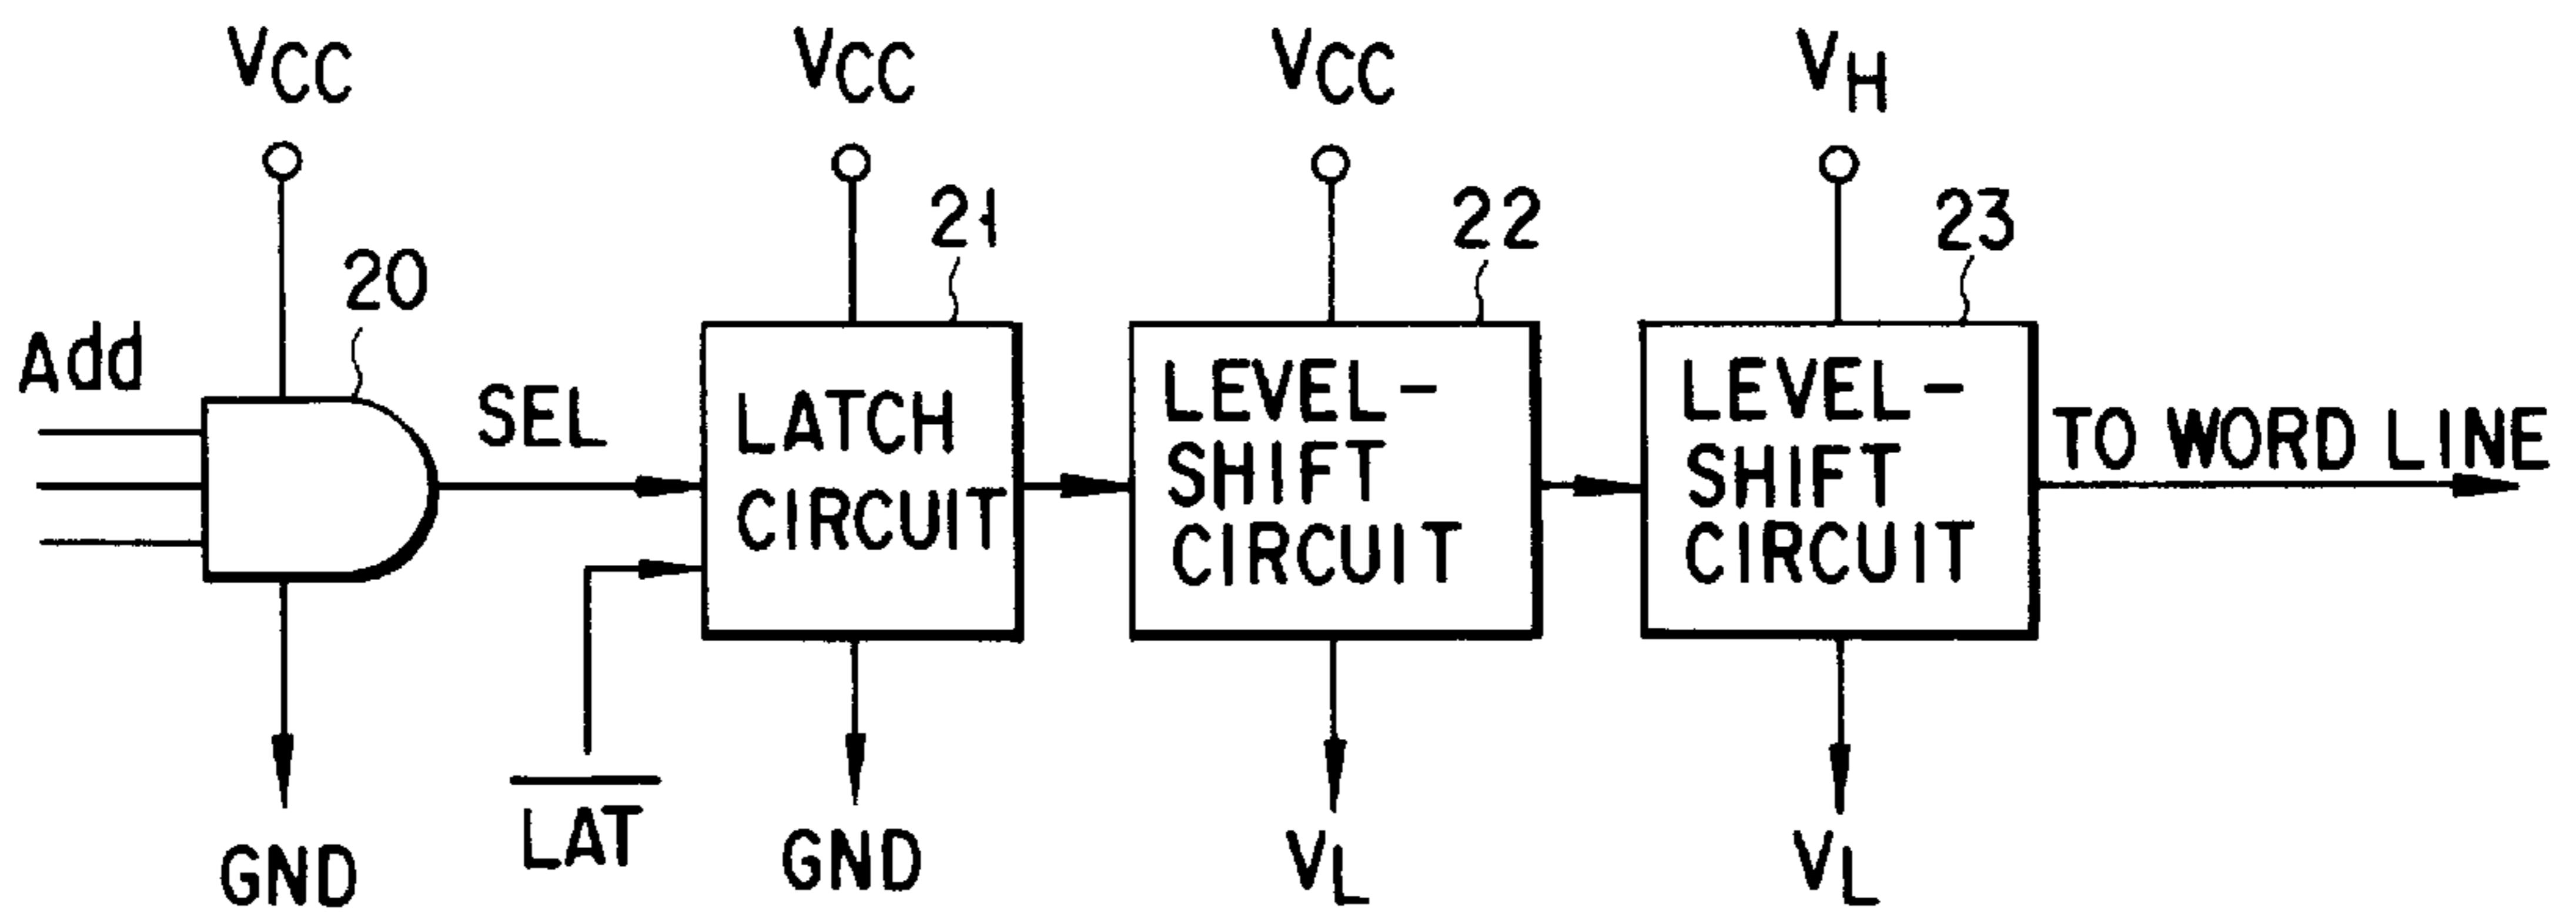 VCC
VCC
VCC
VH
20
21
22
23
Add
SEL
LATCH
CIRCUIT
LEVEL-
SHIFT
CIRCUIT
LEVEL-
SHIFT
CIRCUIT
TO WORD LINE
LAT
GND
GND
VL
VL